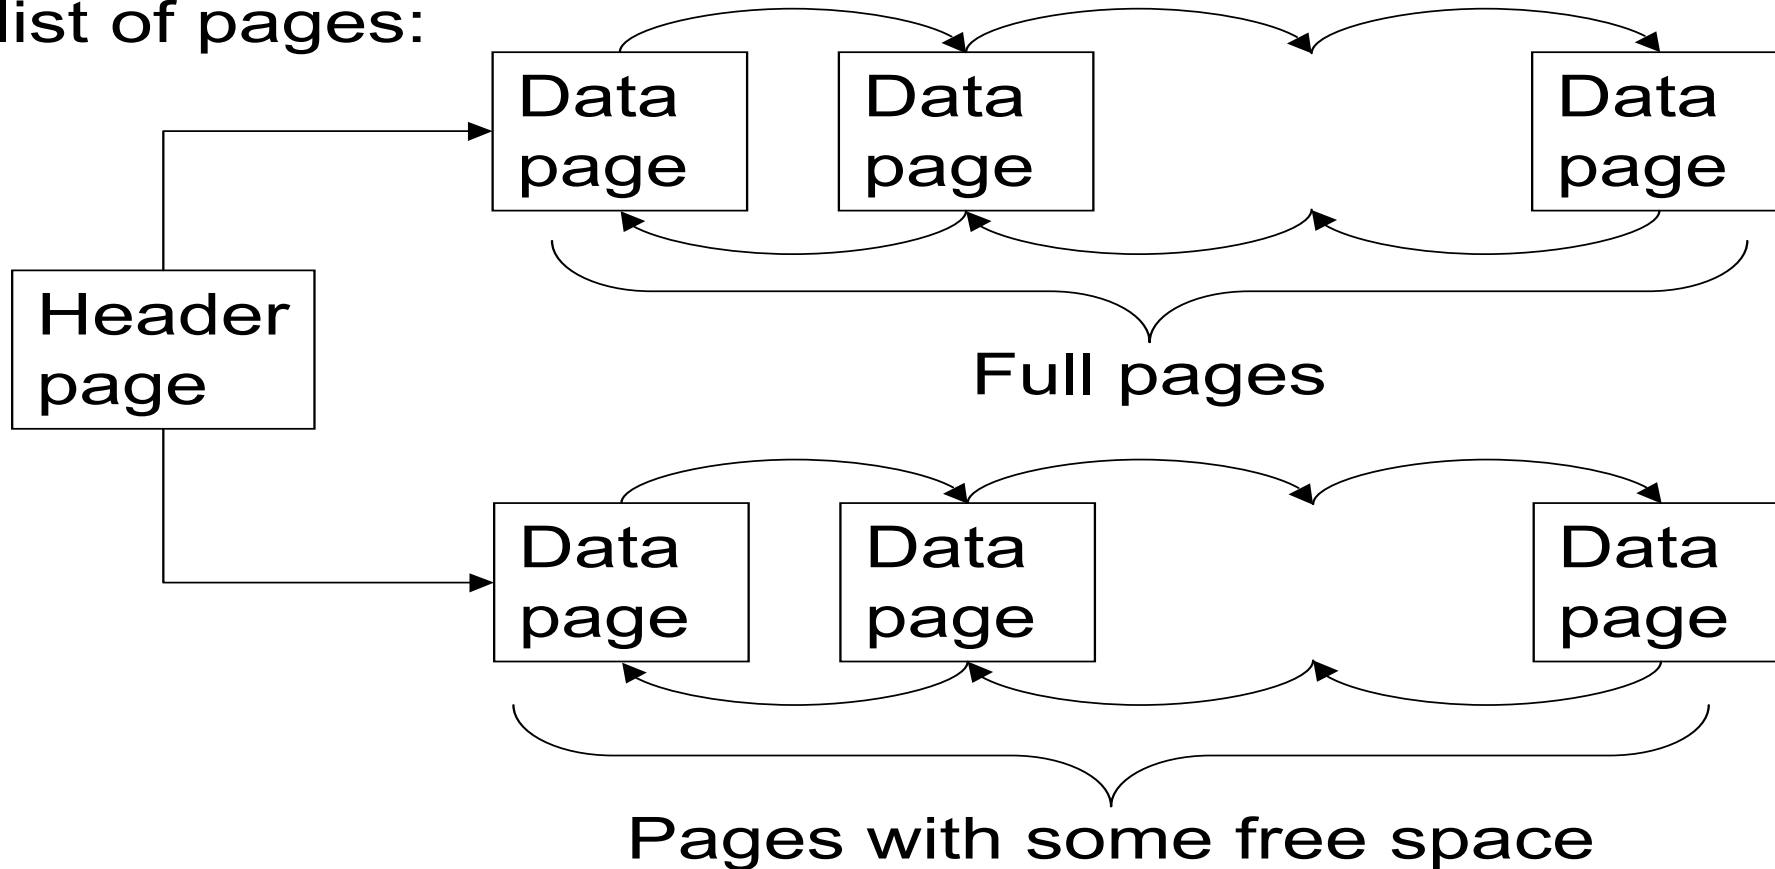 list of pages:
Data
page
Data
page
Data
page
Header
page
Full pages
Data
page
Data
page
Data
page
Pages with some free space